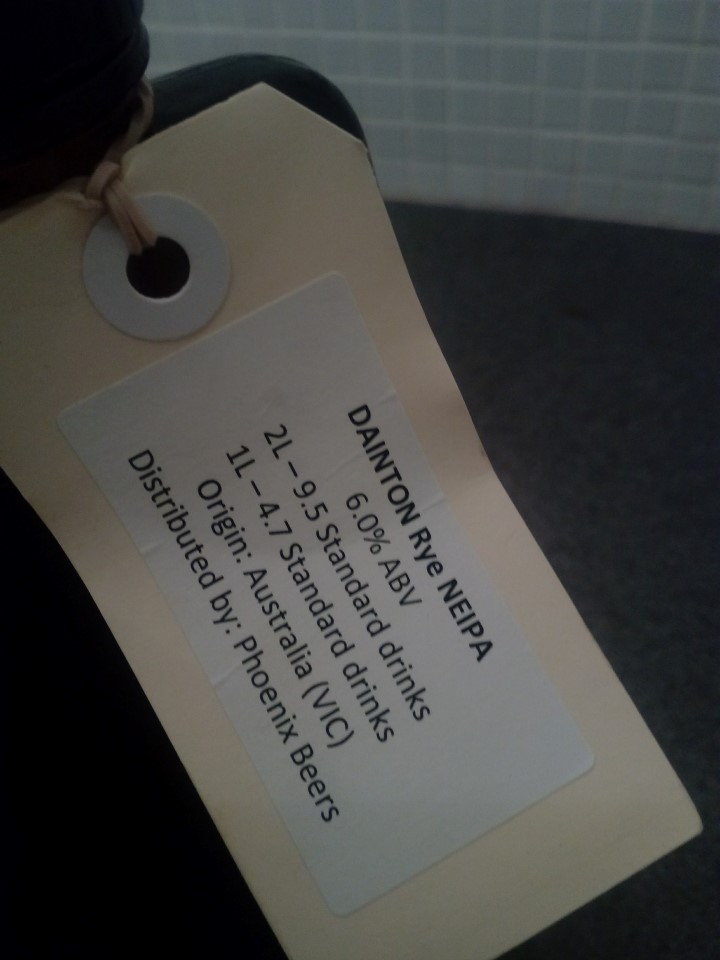 DAINTON Rye NEIPA
6.0% ABV
2L – 9.5 Standard drinks
1L – 4.7 Standard drinks
Origin: Australia (VIC)
Distributed by: Phoenix Beers